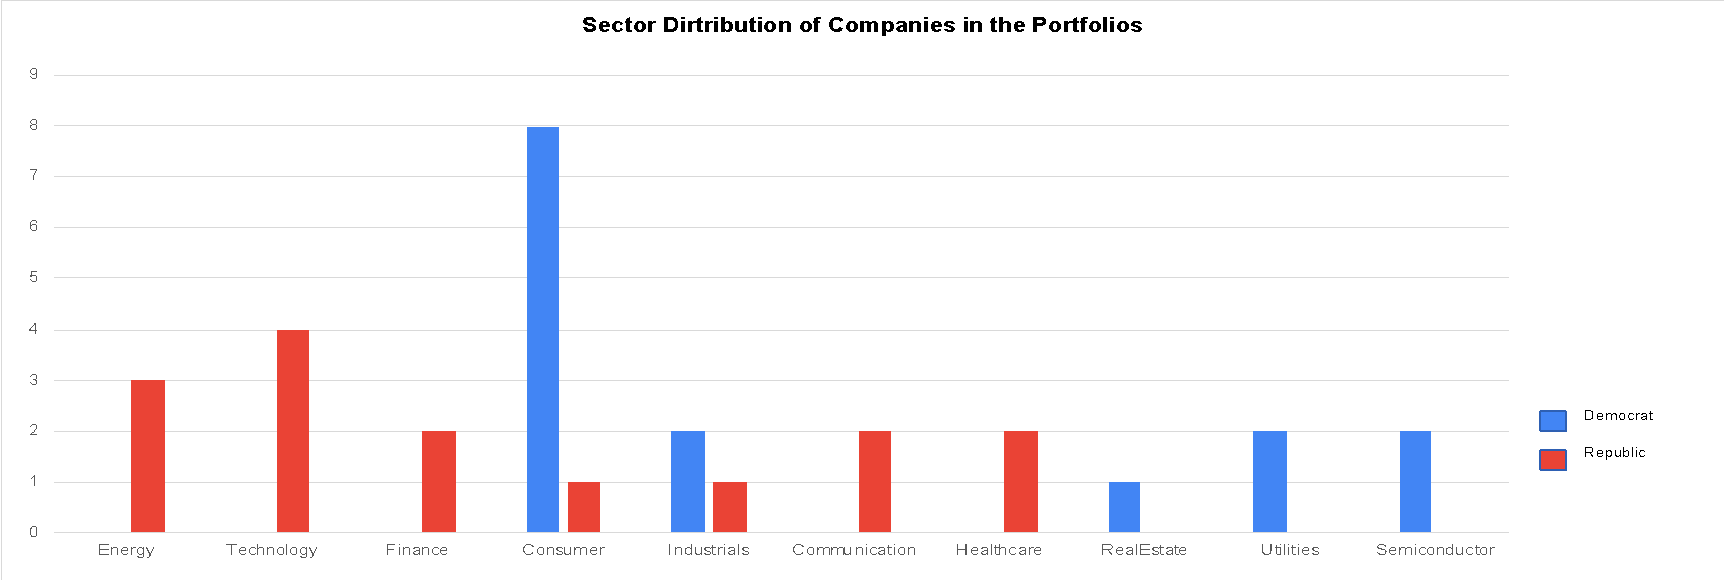 Sector Dirtribution of Companies in the Portfolios
9
8
7
6
5
4
3
2
1
0
Energy Technology Finance Consumer Industrials Communication Healthcare RealEstate Utilities Semiconductor
Democrat
Republic